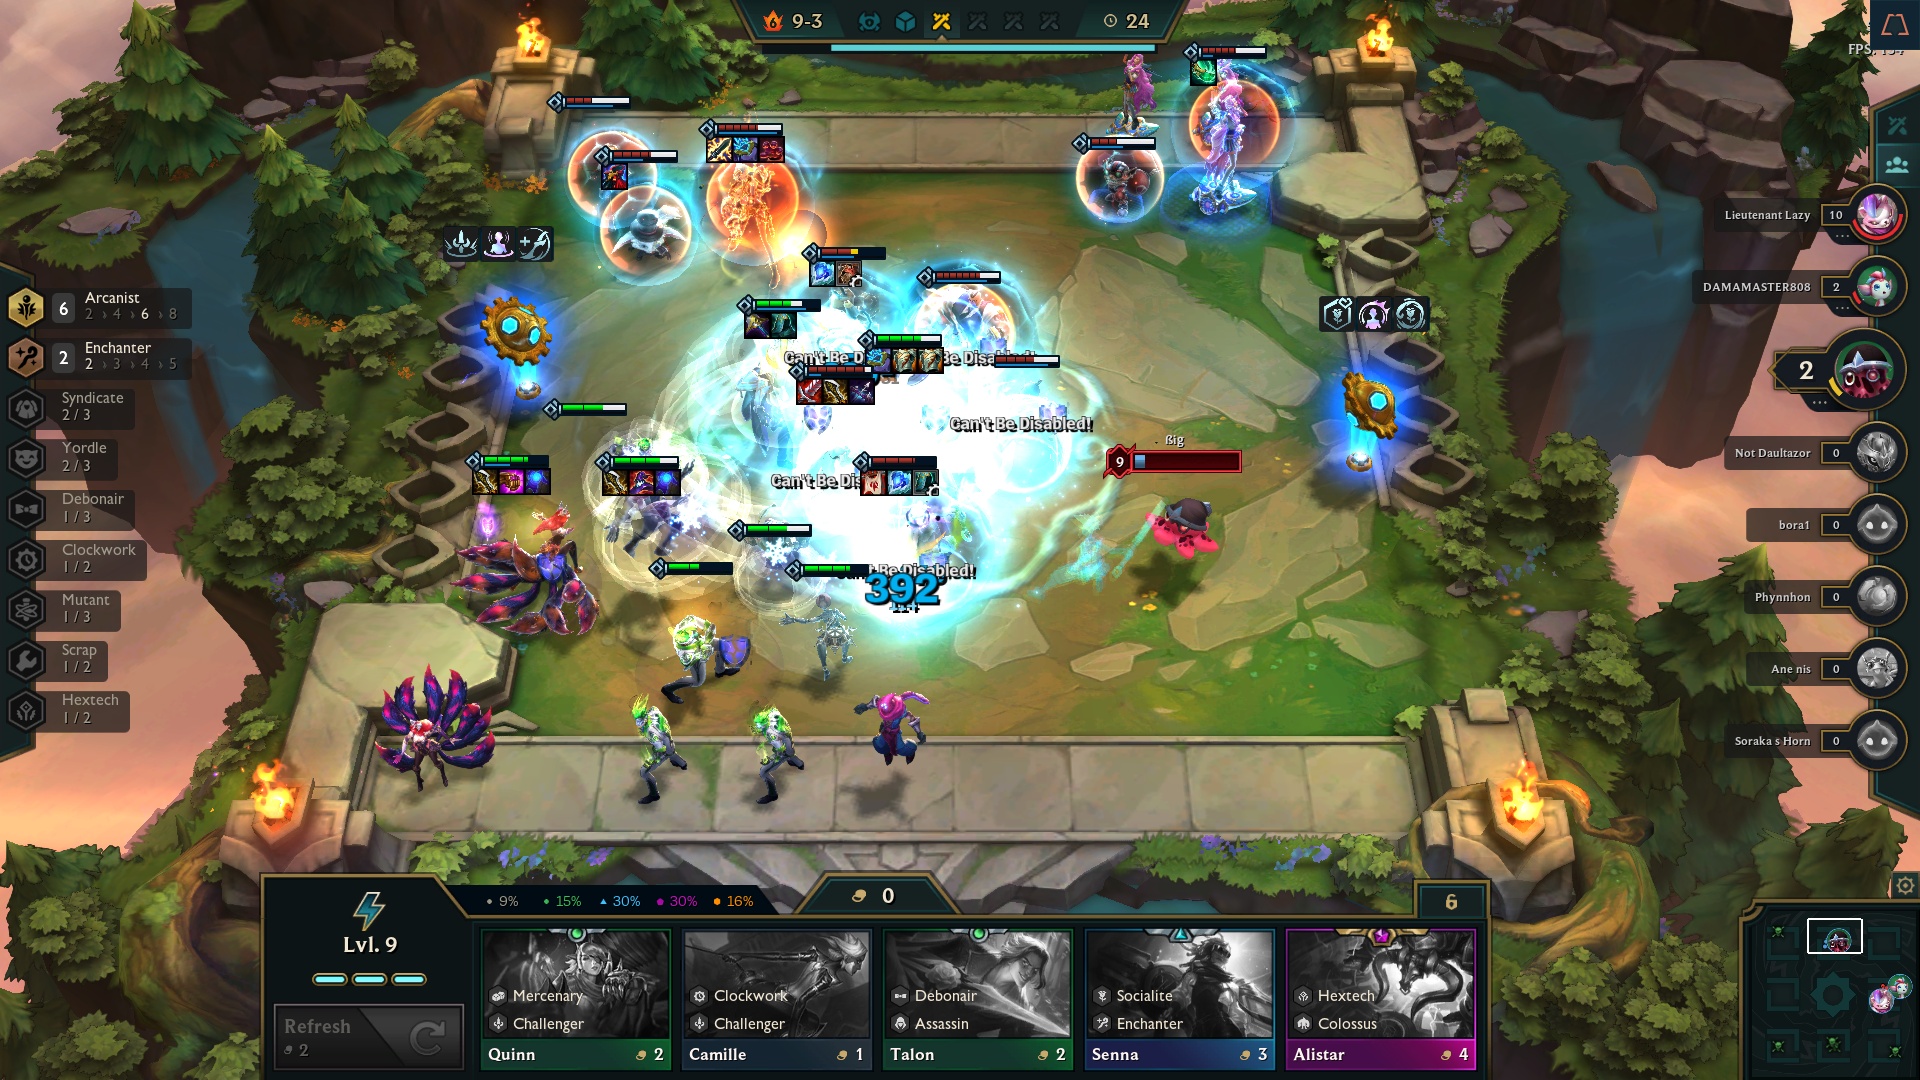 9-3
24
FPS:
Lieutenant Lazy 10
DAMAMASTER808 2
2
Not Daultazor 0
bora1 0
Phynnhon 0
Ane nis 0
Soraka s Horn 0
6 Arcanist
2 › 4 › 6 › 8
2 Enchanter
2 › 3 › 4 › 5
Syndicate
2 / 3
Yordle
2 / 3
Debonair
1 / 3
Clockwork
1 / 2
Mutant
1 / 3
Scrap
1 / 2
Hextech
1 / 2
Can't Be D
Be Disabled!
Can't Be Disabled!
Can't Be Dis
Be Disabled!
392
ßig
9
9% 15% 30% 30% 16%
0
6
Lvl. 9
Refresh
2
Mercenary
Challenger
Quinn 2
Clockwork
Challenger
Camille 1
Debonair
Assassin
Talon 2
Socialite
Enchanter
Senna 3
Hextech
Colossus
Alistar 4